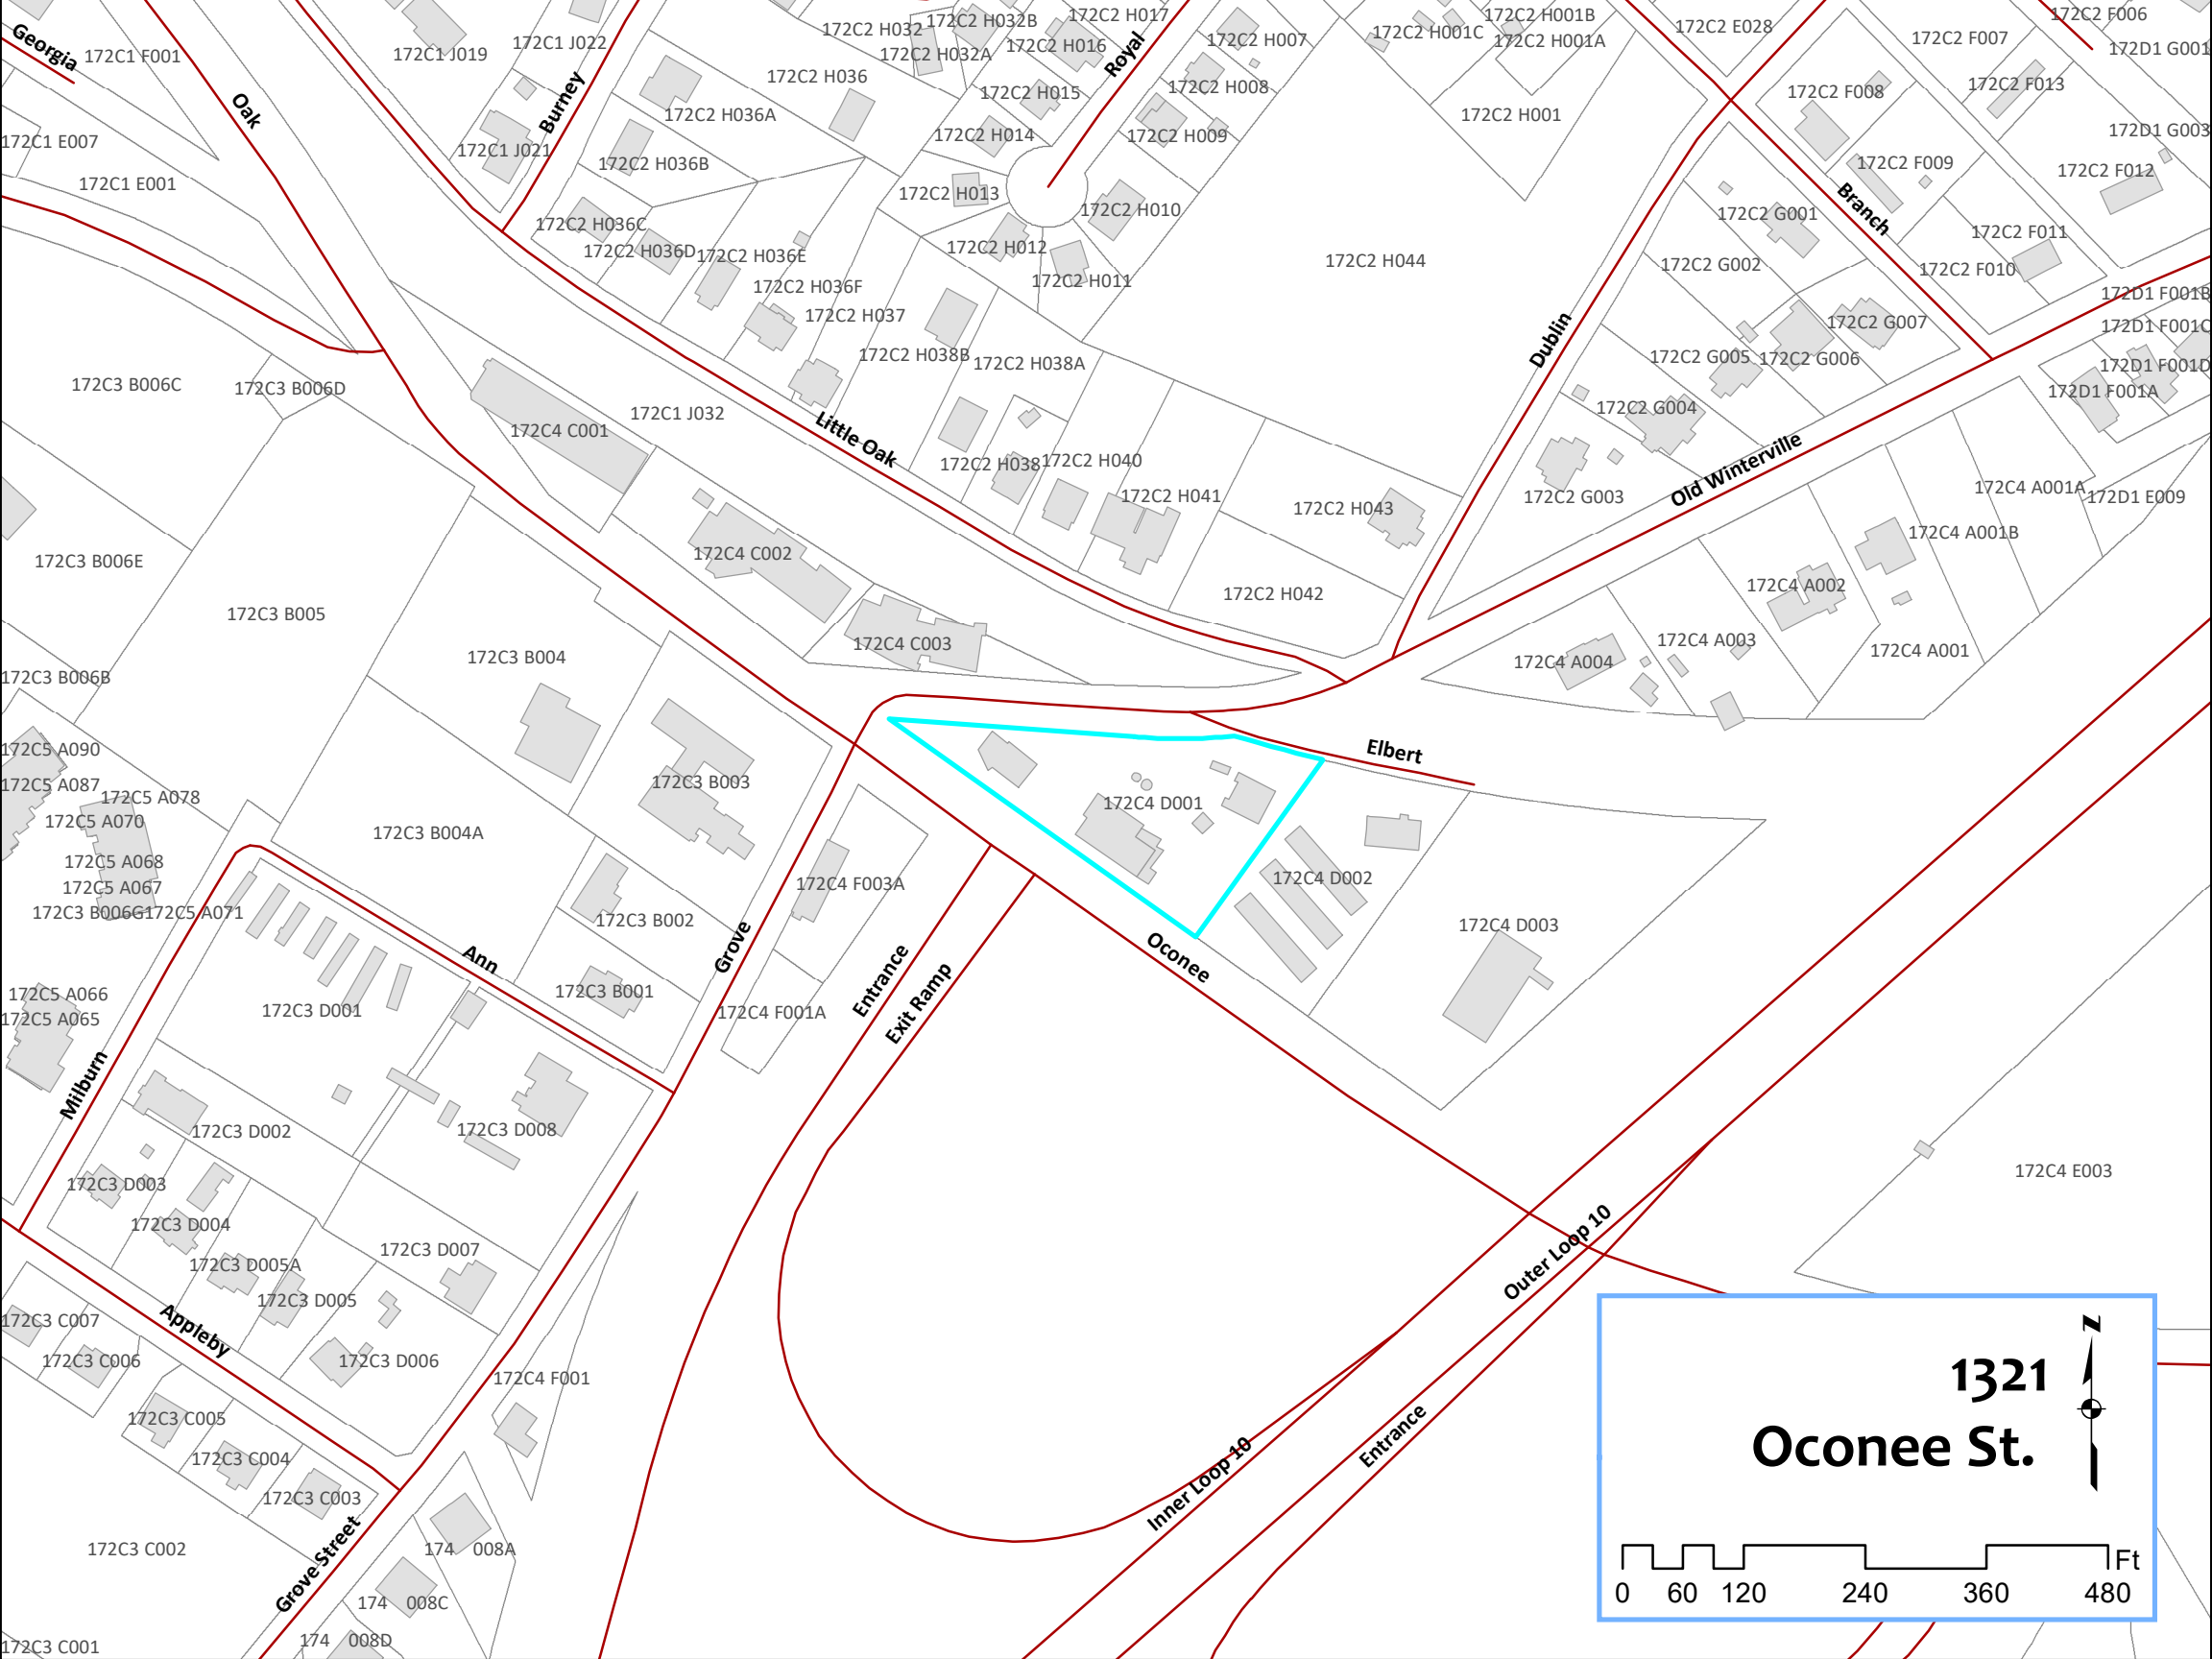 Georgia
172C1 F001
Oak
172C1 J019
172C1 J022
Burney
172C1 J021
172C2 H032
172C2 H032B
172C2 H032A
172C2 H017
172C2 H016
Royal
172C2 H007
172C2 H001C
172C2 H001B
172C2 H001A
172C2 E028
172C2 F006
172C2 F007
172D1 G001
172C2 H036
172C2 H036A
172C2 H015
172C2 H008
172C2 H001
172C2 F008
172C2 F013
172D1 G003
172C1 E007
172C1 E001
172C2 H036B
172C2 H014
172C2 H009
172C2 F009
172C2 F012
172C2 H013
172C2 H010
172C2 G001
Branch
172C2 H036C
172C2 H036D
172C2 H036E
172C2 H012
172C2 H011
172C2 H044
172C2 G002
172C2 F011
172C2 F010
172D1 F001B
172C2 H036F
172C2 H037
172C2 H038B
172C2 H038A
Dublin
172C2 G005
172C2 G006
172C2 G007
172D1 F001C
172D1 F001D
172D1 F001A
172C3 B006C
172C3 B006D
172C4 C001
172C1 J032
Little Oak
172C2 G004
Old Winterville
172C2 H038
172C2 H040
172C2 H041
172C2 H043
172C2 G003
172C4 A001A
172D1 E009
172C3 B006E
172C4 C002
172C4 A001B
172C3 B005
172C2 H042
172C4 A002
172C3 B004
172C4 C003
172C4 A004
172C4 A003
172C4 A001
172C3 B006B
172C5 A090
172C5 A087
172C5 A078
172C5 A070
172C5 A068
172C5 A067
172C3 B006G
172C5 A071
172C3 B004A
172C3 B003
Elbert
172C4 D001
172C4 F003A
172C4 D002
172C4 D003
172C3 B002
Grove
Ann
172C3 B001
172C4 F001A
Entrance
Exit Ramp
Oconee
172C5 A066
172C5 A065
172C3 D001
Milburn
172C3 D002
172C3 D008
172C3 D003
172C3 D004
172C3 D005A
172C3 D007
172C3 D005
172C4 E003
Outer Loop 10
172C3 C007
Appleby
172C3 C006
172C3 D006
172C4 F001
172C3 C005
172C3 C004
172C3 C003
Inner Loop 10
Entrance
172C3 C002
Grove Street
174 008A
174 008C
174 008D
172C3 C001
N
1321
Oconee St.
Ft
0 60 120 240 360 480